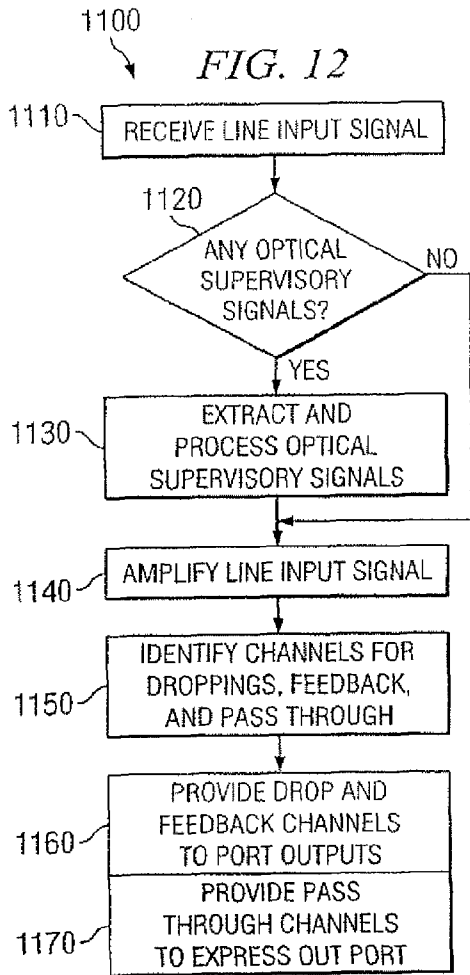 1100
FIG. 12
1110
RECEIVE LINE INPUT SIGNAL
1120
ANY OPTICAL
SUPERVISORY
SIGNALS?
NO
YES
1130
EXTRACT AND
PROCESS OPTICAL
SUPERVISORY SIGNALS
1140
AMPLIFY LINE INPUT SIGNAL
1150
IDENTIFY CHANNELS FOR
DROPPINGS, FEEDBACK,
AND PASS THROUGH
1160
PROVIDE DROP AND
FEEDBACK CHANNELS
TO PORT OUTPUTS
1170
PROVIDE PASS
THROUGH CHANNELS
TO EXPRESS OUT PORT